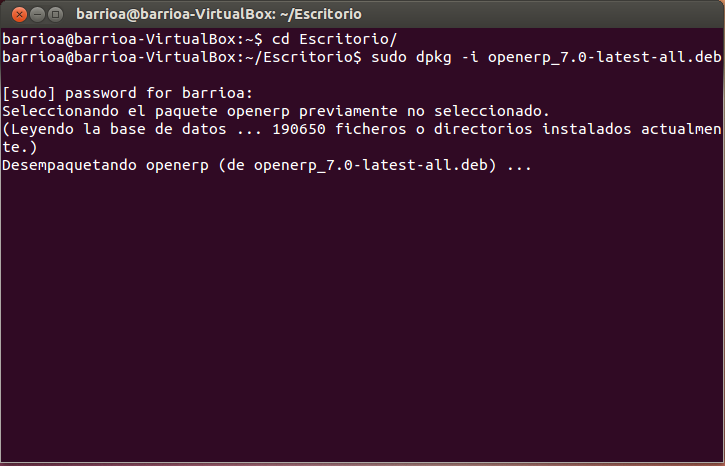 barrioa@barrioa-VirtualBox: ~/Escritorio
barrioa@barrioa-VirtualBox:~$ cd Escritorio/
barrioa@barrioa-VirtualBox:~/Escritorio$ sudo dpkg -i openerp_7.0-latest-all.deb
[sudo] password for barrioa:
Seleccionando el paquete openerp previamente no seleccionado.
(Leyendo la base de datos ... 190650 ficheros o directorios instalados actualmen
te.)
Desempaquetando openerp (de openerp_7.0-latest-all.deb) ...